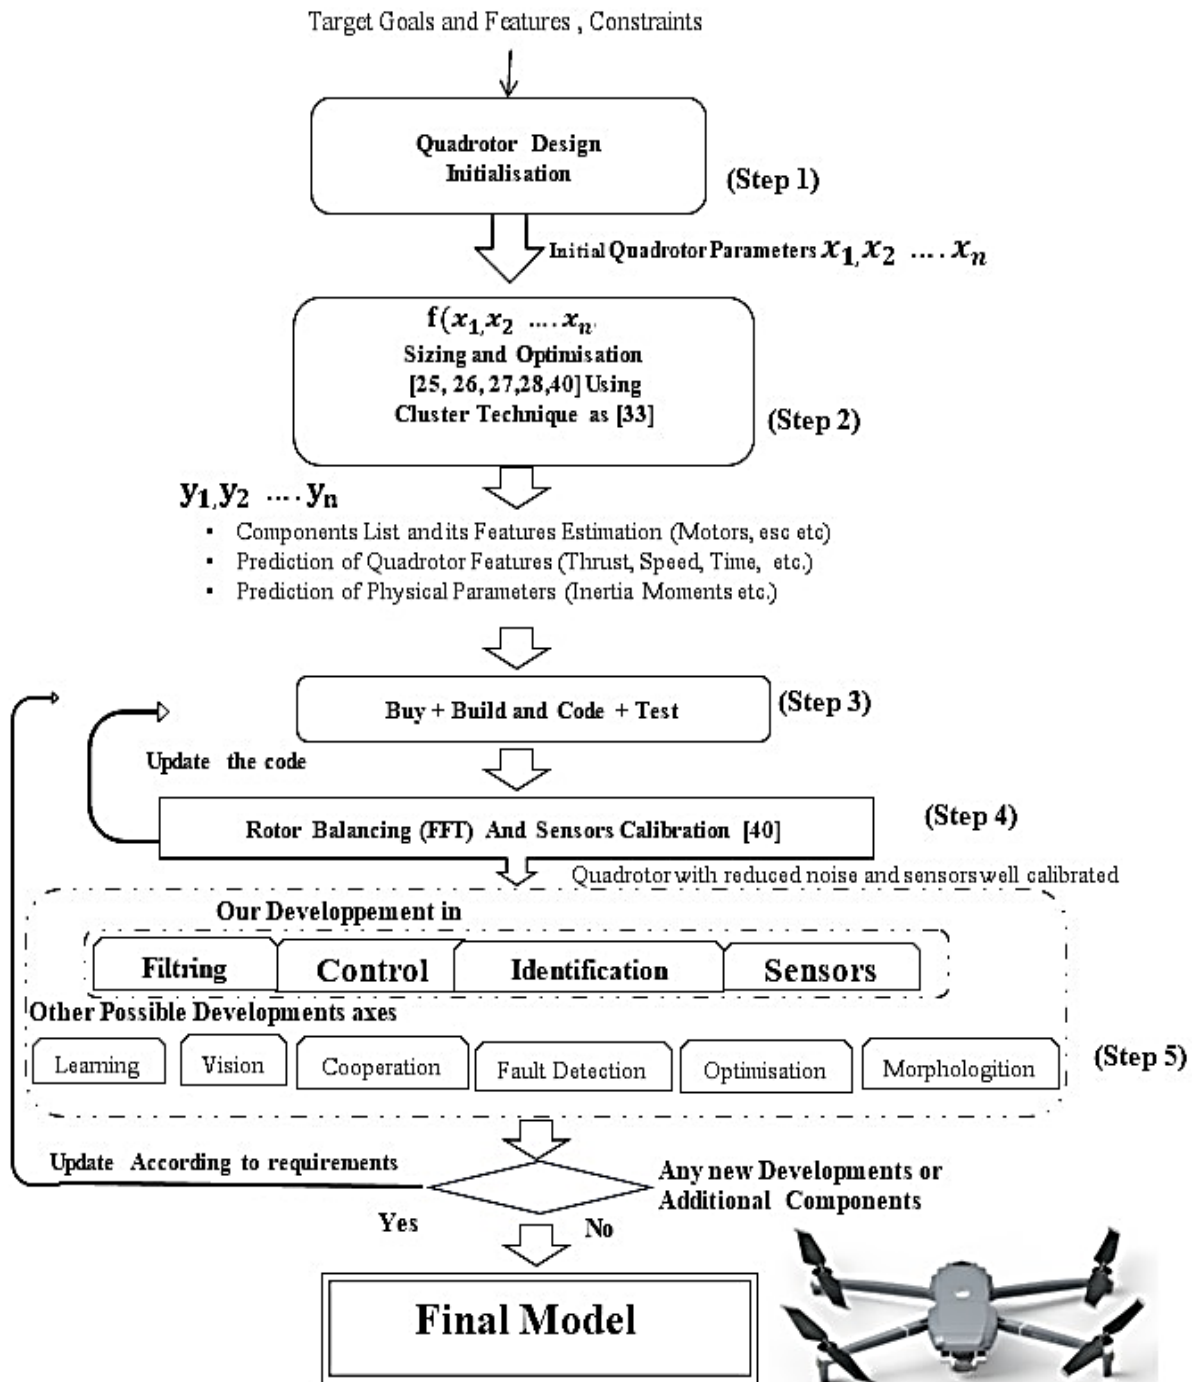 Target Goals and Features , Constraints
Quadrotor Design
Initialisation
(Step 1)
Initial Quadrotor Parameters x₁,x₂ .... xₙ
f(x₁,x₂ .... xₙ
Sizing and Optimisation
[25, 26, 27,28,40] Using
Cluster Technique as [33]
(Step 2)
y₁,y₂ .... yₙ
▪ Components List and its Features Estimation (Motors, esc etc)
▪ Prediction of Quadrotor Features (Thrust, Speed, Time, etc.)
▪ Prediction of Physical Parameters (Inertia Moments etc.)
Buy + Build and Code + Test
(Step 3)
Update the code
Rotor Balancing (FFT) And Sensors Calibration [40]
(Step 4)
Quadrotor with reduced noise and sensors well calibrated
Our Developpement in
Filtring Control Identification Sensors
Other Possible Developments axes
Learning Vision Cooperation Fault Detection Optimisation Morphologition
(Step 5)
Update According to requirements
Any new Developments or
Additional Components
Yes
No
Final Model